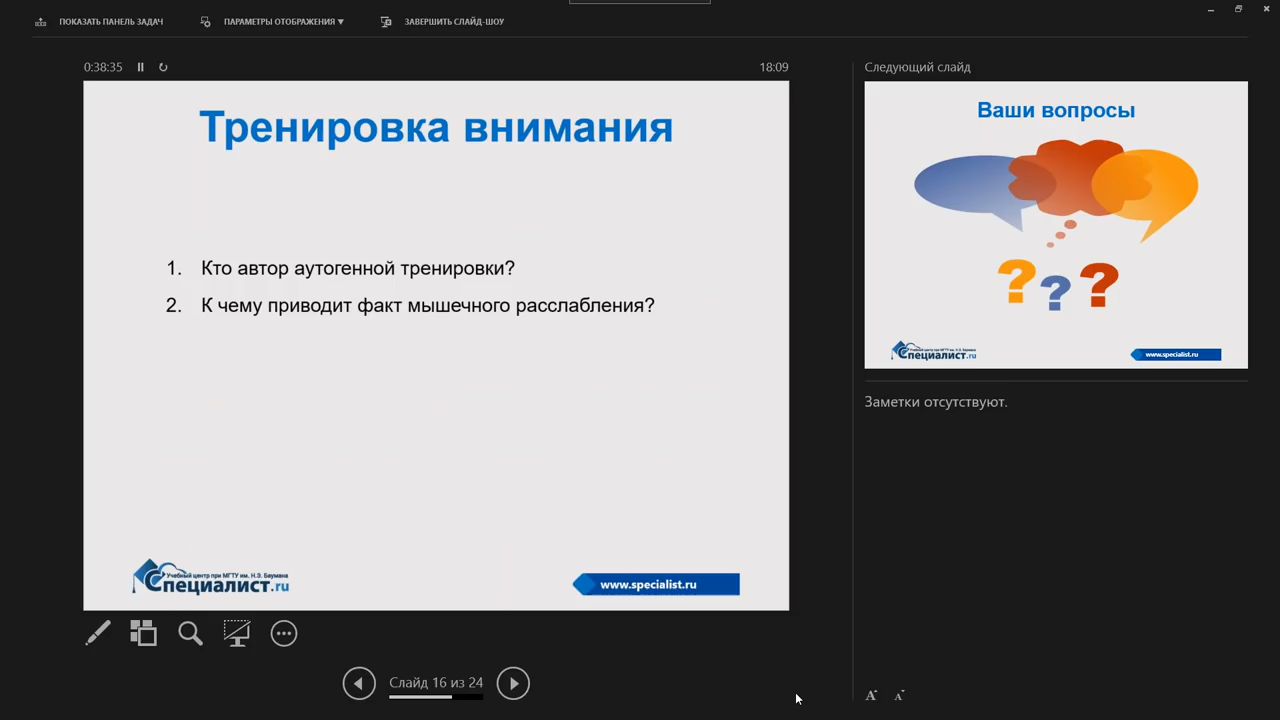 ПОКАЗАТЬ ПАНЕЛЬ ЗАДАЧ
ПАРАМЕТРЫ ОТОБРАЖЕНИЯ ▼
ЗАВЕРШИТЬ СЛАЙД-ШОУ
0:38:35
18:09
Тренировка внимания
1. Кто автор аутогенной тренировки?
2. К чему приводит факт мышечного расслабления?
Учебный центр при МГТУ им. Н.Э. Баумана
Специалист.ru
www.specialist.ru
Слайд 16 из 24
Следующий слайд
Ваши вопросы
? ? ?
Учебный центр при МГТУ им. Н.Э. Баумана
Специалист.ru
www.specialist.ru
Заметки отсутствуют.
A A